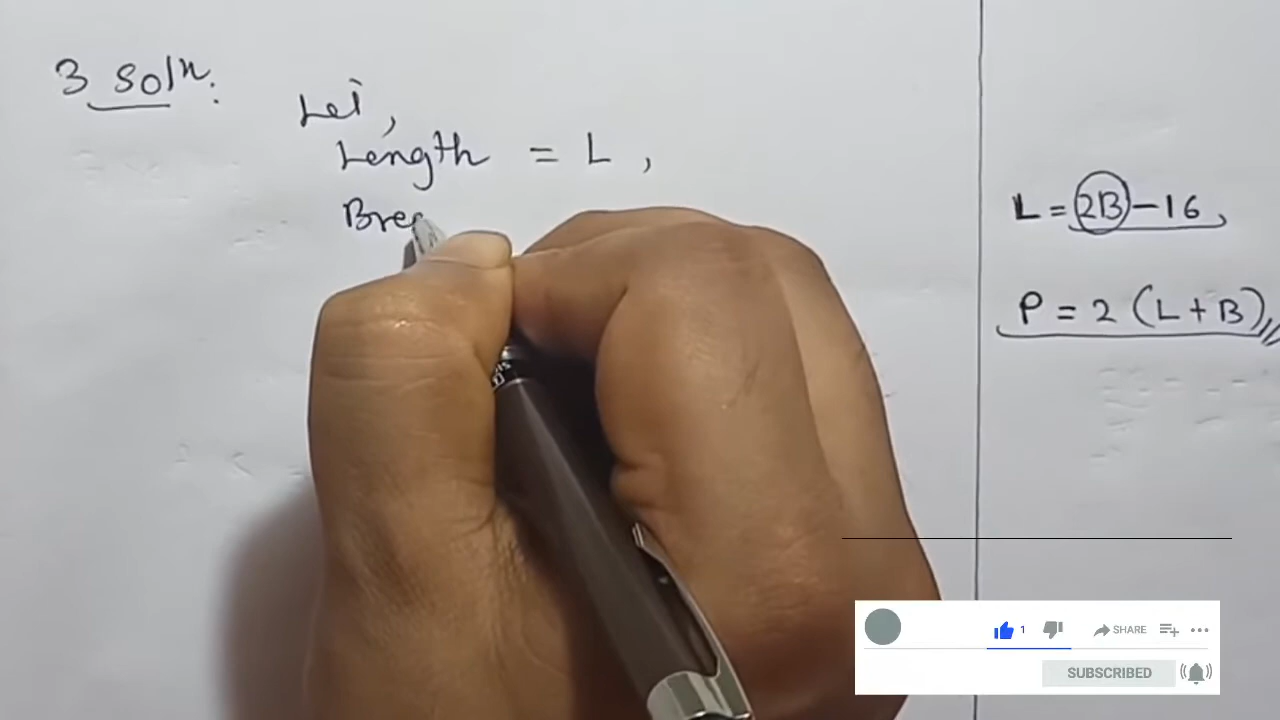 3 Soln:
Let,
Length = L,
Bre
L = 2B - 16,
P = 2 (L + B),
1 SHARE
SUBSCRIBED